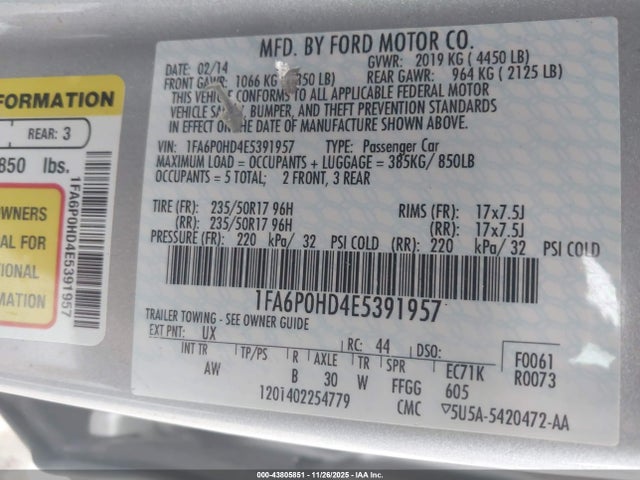 MFD. BY FORD MOTOR CO.
DATE: 02/14 GVWR: 2019 KG ( 4450 LB)
FRONT GAWR: 1066 KG ( 350 LB) REAR GAWR: 964 KG ( 2125 LB)
THIS VEHICLE CONFORMS TO ALL APPLICABLE FEDERAL MOTOR
VEHICLE BUMPER, AND THEFT PREVENTION STANDARDS
IN EFFECT ON THE DATE OF MANUFACTURE SHOWN ABOVE.
VIN: 1FA6P0HD4E5391957 TYPE: Passenger Car
MAXIMUM LOAD = OCCUPANTS + LUGGAGE = 385KG/ 850LB
OCCUPANTS = 5 TOTAL; 2 FRONT, 3 REAR
TIRE (FR): 235/50R17 96H RIMS (FR): 17x7.5J
(RR): 235/50R17 96H (RR): 17x7.5J
PRESSURE (FR): 220 kPa/ 32 PSI COLD (RR): 220 kPa/ 32 PSI COLD
1FA6P0HD4E5391957
TRAILER TOWING - SEE OWNER GUIDE
EXT PNT: UX RC: 44 DSO: F0061
INT TR TP/PS R AXLE TR SPR EC71K R0073
AW B 30 W FFGG 605
1201402254779 CMC ▽5U5A-5420472-AA
FORMATION
REAR: 3
850 lbs.
1FA6P0HD4E5391957
OWNERS
AL FOR
TIONAL
RMATION
000-43805851 | 11/26/2025 - IAA, Inc.